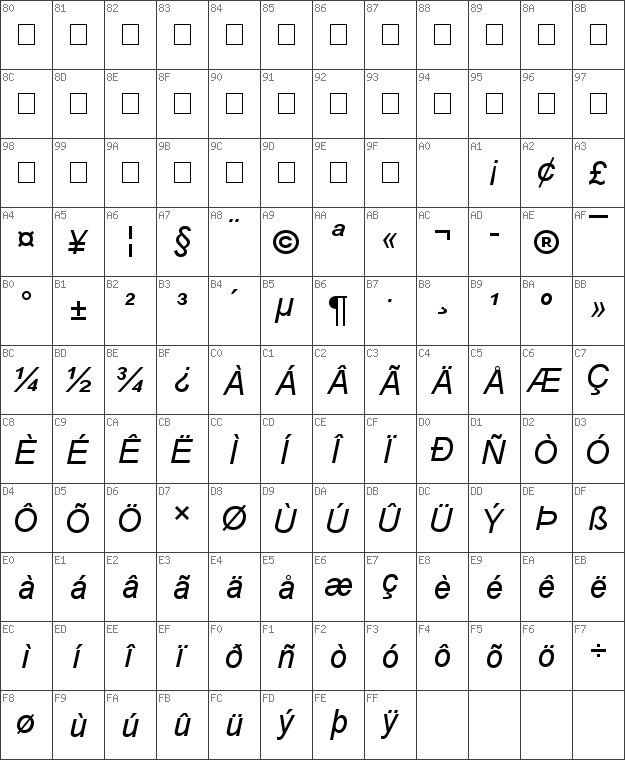 80 81 82 83 84 85 86 87 88 89 8A 8B
□ □ □ □ □ □ □ □ □ □ □ □
8C 8D 8E 8F 90 91 92 93 94 95 96 97
□ □ □ □ □ □ □ □ □ □ □ □
98 99 9A 9B 9C 9D 9E 9F A0 A1 A2 A3
□ □ □ □ □ □ □ □ ¡ ¢ £
A4 A5 A6 A7 A8 A9 AA AB AC AD AE AF
¤ ¥ ¦ § ¨ © ª « ¬ - ® ¯
B0 B1 B2 B3 B4 B5 B6 B7 B8 B9 BA BB
° ± ² ³ ´ µ ¶ · ¸ ¹ º »
BC BD BE BF C0 C1 C2 C3 C4 C5 C6 C7
¼ ½ ¾ ¿ À Á Â Ã Ä Å Æ Ç
C8 C9 CA CB CC CD CE CF D0 D1 D2 D3
È É Ê Ë Ì Í Î Ï Ð Ñ Ò Ó
D4 D5 D6 D7 D8 D9 DA DB DC DD DE DF
Ô Õ Ö × Ø Ù Ú Û Ü Ý Þ ß
E0 E1 E2 E3 E4 E5 E6 E7 E8 E9 EA EB
à á â ã ä å æ ç è é ê ë
EC ED EE EF F0 F1 F2 F3 F4 F5 F6 F7
ì í î ï ð ñ ò ó ô õ ö ÷
F8 F9 FA FB FC FD FE FF
ø ù ú û ü ý þ ÿ